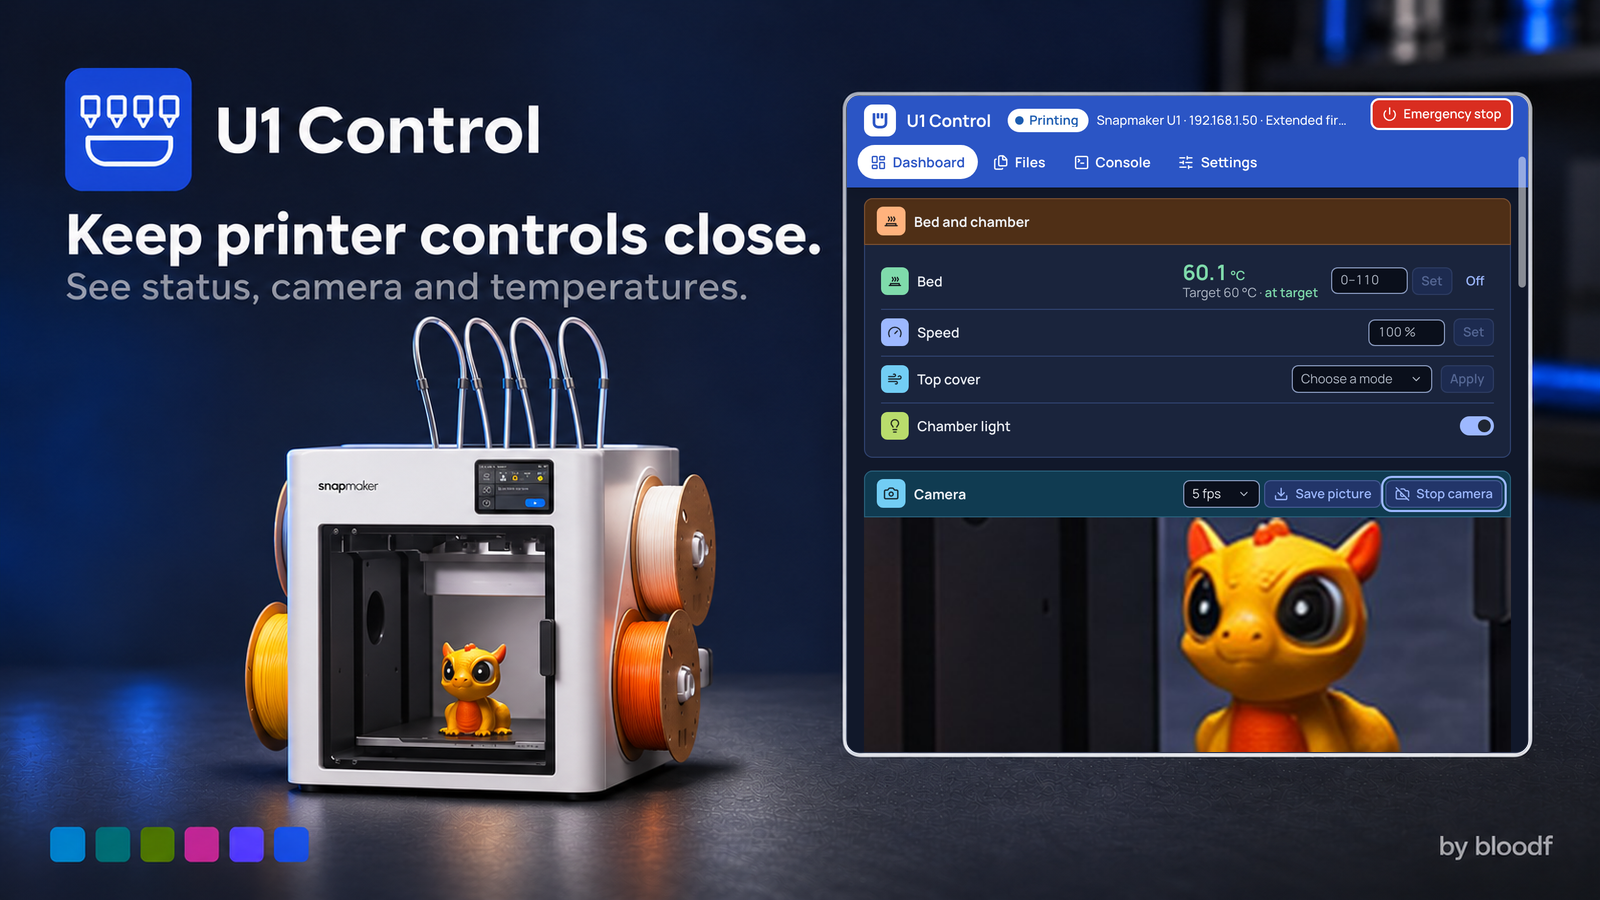 U1 Control
Keep printer controls close.
See status, camera and temperatures.
snapmaker
U1 Control
Printing
Snapmaker U1 · 192.168.1.50 · Extended fir...
Emergency stop
Dashboard
Files
Console
Settings
Bed and chamber
Bed
60.1 °C
Target 60 °C · at target
0–110
Set
Off
Speed
100 %
Set
Top cover
Choose a mode
Apply
Chamber light
Camera
5 fps
Save picture
Stop camera
by bloodf